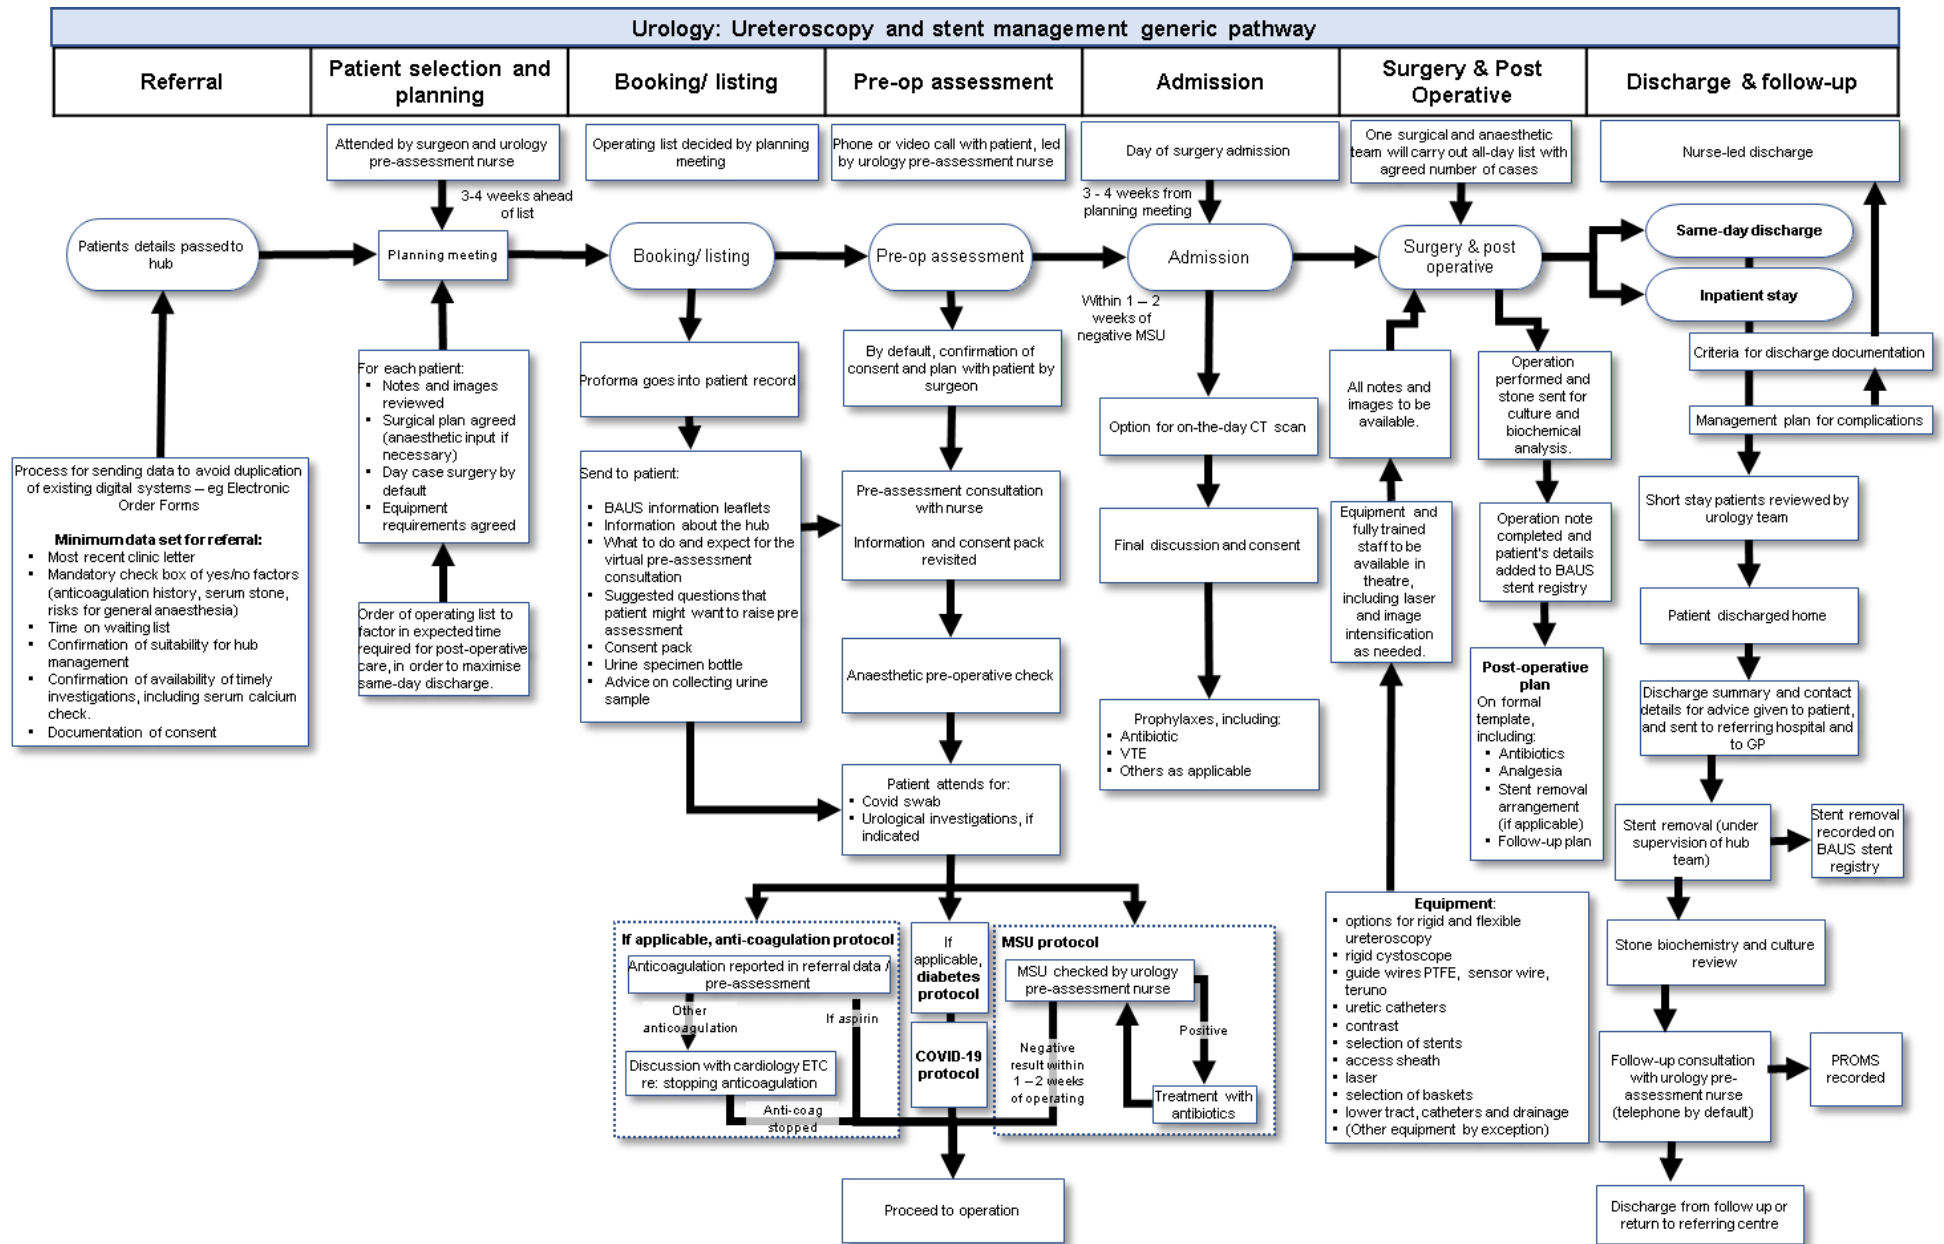 Urology: Ureteroscopy and stent management generic pathway
Referral
Patient selection and
planning
Booking/ listing
Pre-op assessment
Admission
Surgery & Post
Operative
Discharge & follow-up
Patients details passed to
hub
Process for sending data to avoid duplication
of existing digital systems – eg Electronic
Order Forms
Minimum data set for referral:
▪ Most recent clinic letter
▪ Mandatory check box of yes/no factors
(anticoagulation history, serum stone,
risks for general anaesthesia)
▪ Time on waiting list
▪ Confirmation of suitability for hub
management
▪ Confirmation of availability of timely
investigations, including serum calcium
check.
▪ Documentation of consent
Attended by surgeon and urology
pre-assessment nurse
3-4 weeks ahead
of list
Planning meeting
For each patient:
▪ Notes and images
reviewed
▪ Surgical plan agreed
(anaesthetic input if
necessary)
▪ Day case surgery by
default
▪ Equipment
requirements agreed
Order of operating list to
factor in expected time
required for post-operative
care, in order to maximise
same-day discharge.
Operating list decided by planning
meeting
Booking/ listing
Proforma goes into patient record
Send to patient:
▪ BAUS information leaflets
▪ Information about the hub
▪ What to do and expect for the
virtual pre-assessment
consultation
▪ Suggested questions that
patient might want to raise pre
assessment
▪ Consent pack
▪ Urine specimen bottle
▪ Advice on collecting urine
sample
Phone or video call with patient, led
by urology pre-assessment nurse
Pre-op assessment
By default, confirmation of
consent and plan with patient by
surgeon
Pre-assessment consultation
with nurse
Information and consent pack
revisited
Anaesthetic pre-operative check
Patient attends for:
▪ Covid swab
▪ Urological investigations, if
indicated
If applicable, anti-coagulation protocol
Anticoagulation reported in referral data /
pre-assessment
Other
anticoagulation
If aspirin
Discussion with cardiology ETC
re: stopping anticoagulation
Anti-coag
stopped
If
applicable,
diabetes
protocol
COVID-19
protocol
MSU protocol
MSU checked by urology
pre-assessment nurse
Positive
Negative
result within
1 – 2 weeks
of operating
Treatment with
antibiotics
Proceed to operation
Day of surgery admission
3 - 4 weeks from
planning meeting
Admission
Within 1 – 2
weeks of
negative MSU
Option for on-the-day CT scan
Final discussion and consent
Prophylaxes, including:
▪ Antibiotic
▪ VTE
▪ Others as applicable
One surgical and anaesthetic
team will carry out all-day list with
agreed number of cases
Surgery & post
operative
All notes and
images to be
available.
Equipment and
fully trained
staff to be
available in
theatre,
including laser
and image
intensification
as needed.
Equipment:
▪ options for rigid and flexible
ureteroscopy
▪ rigid cystoscope
▪ guide wires PTFE, sensor wire,
teruno
▪ uretic catheters
▪ contrast
▪ selection of stents
▪ access sheath
▪ laser
▪ selection of baskets
▪ lower tract, catheters and drainage
▪ (Other equipment by exception)
Operation
performed and
stone sent for
culture and
biochemical
analysis.
Operation note
completed and
patient's details
added to BAUS
stent registry
Post-operative
plan
On formal
template,
including:
▪ Antibiotics
▪ Analgesia
▪ Stent removal
arrangement
(if applicable)
▪ Follow-up plan
Nurse-led discharge
Same-day discharge
Inpatient stay
Criteria for discharge documentation
Management plan for complications
Short stay patients reviewed by
urology team
Patient discharged home
Discharge summary and contact
details for advice given to patient,
and sent to referring hospital and
to GP
Stent removal (under
supervision of hub
team)
Stent removal
recorded on
BAUS stent
registry
Stone biochemistry and culture
review
Follow-up consultation
with urology pre-
assessment nurse
(telephone by default)
PROMS
recorded
Discharge from follow up or
return to referring centre